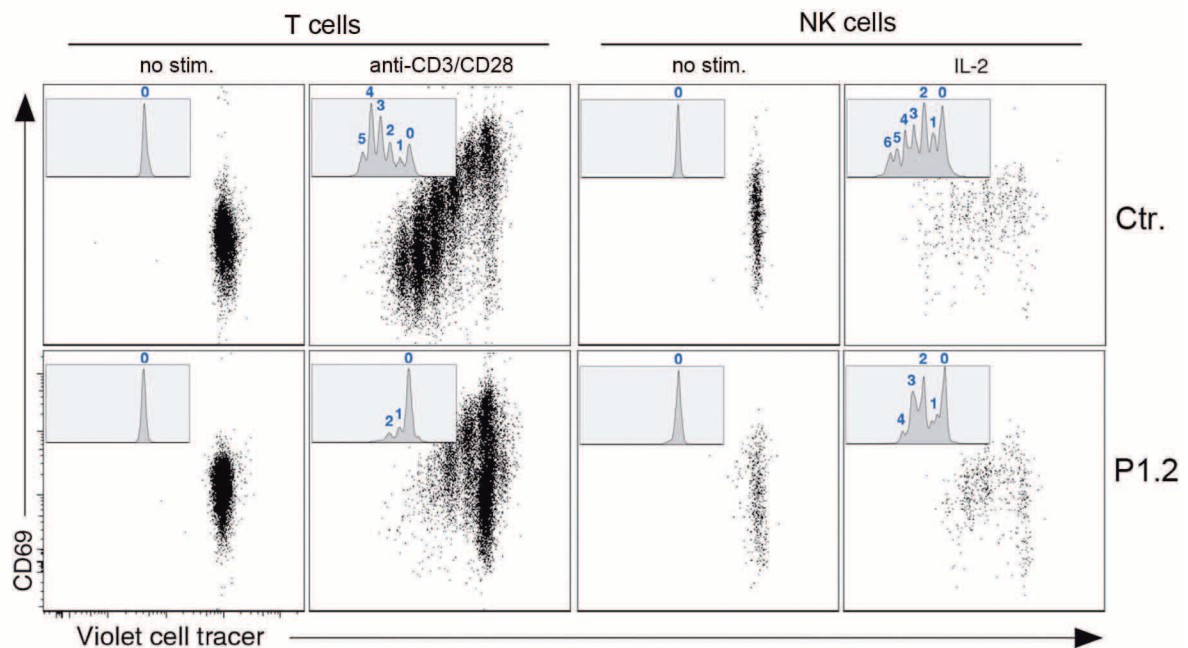 T cells NK cells
no stim. anti-CD3/CD28 no stim. IL-2
0
4 3 2 1 0 5
0
2 0 4 3 1 6 5
Ctr.
0
0 1 2
0
2 0 3 1 4
P1.2
CD69
Violet cell tracer